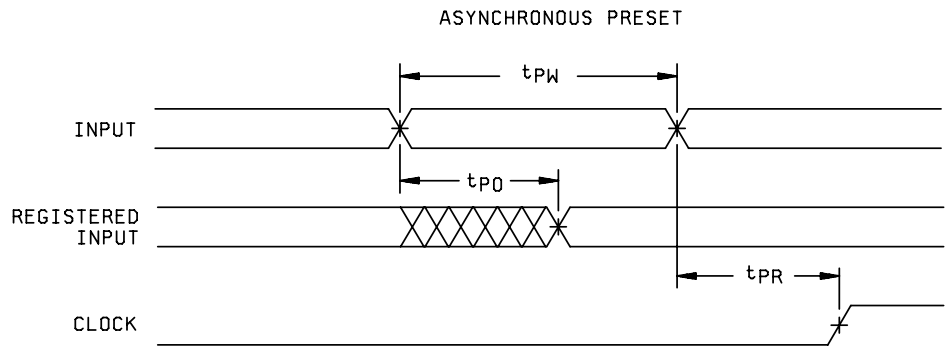 ASYNCHRONOUS PRESET
tPW
INPUT
tPO
REGISTERED
INPUT
tPR
CLOCK